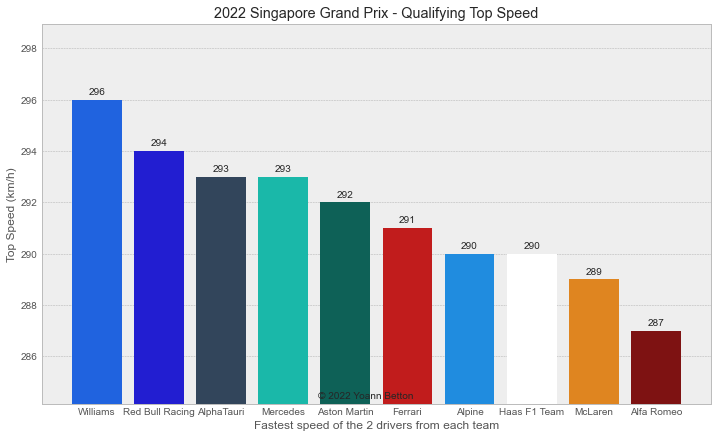 2022 Singapore Grand Prix - Qualifying Top Speed
298
296
294
292
290
288
286
Top Speed (km/h)
296
294
293
293
292
291
290
290
289
287
© 2022 Yoann Betton
Williams
Red Bull Racing
AlphaTauri
Mercedes
Aston Martin
Ferrari
Alpine
Haas F1 Team
McLaren
Alfa Romeo
Fastest speed of the 2 drivers from each team